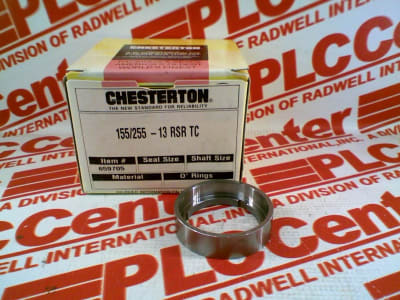 CHESTERTON
THE NEW STANDARD FOR RELIABILITY
155/255 -13 RSR TC
Item # Seal Size Shaft Size
659705
Material O' Rings
PLCCenter
A DIVISION OF RADWELL INTERNATIONAL, INC.